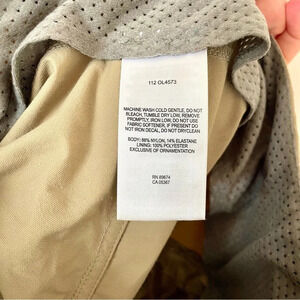 112 OL4573
MACHINE WASH COLD GENTLE, DO NOT
BLEACH, TUMBLE DRY LOW, REMOVE
PROMPTLY, IRON LOW, DO NOT USE
FABRIC SOFTENER, IF PRESENT DO
NOT IRON DECAL, DO NOT DRYCLEAN
BODY: 86% NYLON, 14% ELASTANE
LINING: 100% POLYESTER
EXCLUSIVE OF ORNAMENTATION
RN 89674
CA 05367